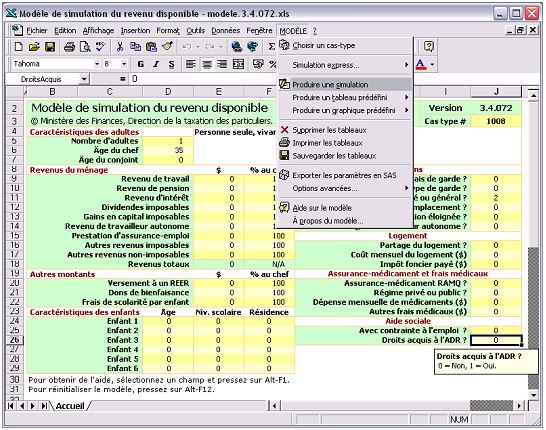 Modèle de simulation du revenu disponible - modele.3.4.072.xls
Fichier Edition Affichage Insertion Format Outils Données Fenêtre MODÈLE ?
Tahoma 8 G I S
DroitsAcquis = 0
Choisir un cas-type
Simulation express...
Produire une simulation
Produire un tableau prédéfini
Produire un graphique prédéfini
Supprimer les tableaux
Imprimer les tableaux
Sauvegarder les tableaux
Exporter les paramètres en SAS
Options avancées...
Aide sur le modèle
À propos du modèle...
A B C D E F I J
2 Modèle de simulation du revenu disponible Version 3.4.072
3 © Ministère des Finances, Direction de la taxation des particuliers. Cas type # 1008
4 Caractéristiques des adultes Personne seule, vivan
5 Nombre d'adultes 1
6 Âge du chef 35
7 Âge du conjoint 0
8 Revenus du ménage $ % au c ons
9 Revenu de travail 0 1 ais de garde ? 0
10 Revenu de pension 0 1 pe de garde ? 0
11 Revenu d'intérêt 0 1 é ou général ? 2
12 Dividendes imposables 0 1 mplacement ? 0
13 Gains en capital imposables 0 1 ion éloignée ? 0
14 Revenu de travailleur autonome 0 1 ur autonome ? 0
15 Prestation d'assurance-emploi 0 100 Logement
16 Autres revenus imposables 0 100 Partage du logement ? 0
17 Autres revenus non-imposables 0 100 Coût mensuel du logement ($) 0
18 Revenus totaux 0 N/A Impôt foncier payé ($) 0
19 Autres montants $ % au chef Assurance-médicament et frais médicaux
20 Versement à un REER 0 100 Assurance-médicament RAMQ ? 0
21 Dons de bienfaisance 0 100 Régime privé ou public ? 0
22 Frais de scolarité par enfant 0 100 Dépense mensuelle de médicaments ($) 0
23 Caractéristiques des enfants Âge Niv. scolaire Résidence Autres frais médicaux ($) 0
24 Enfant 1 0 0 0 Aide sociale
25 Enfant 2 0 0 0 Avec contrainte à l'emploi ? 0
26 Enfant 3 0 0 0 Droits acquis à l'ADR ? 0
27 Enfant 4 0 0 0
28 Enfant 5 0 0 0
29 Enfant 6 0 0 0
Droits acquis à l'ADR ?
0 = Non, 1 = Oui.
30 Pour obtenir de l'aide, sélectionnez un champ et pressez sur Alt-F1.
31 Pour réinitialiser le modèle, pressez sur Alt-F12.
Accueil
NUM